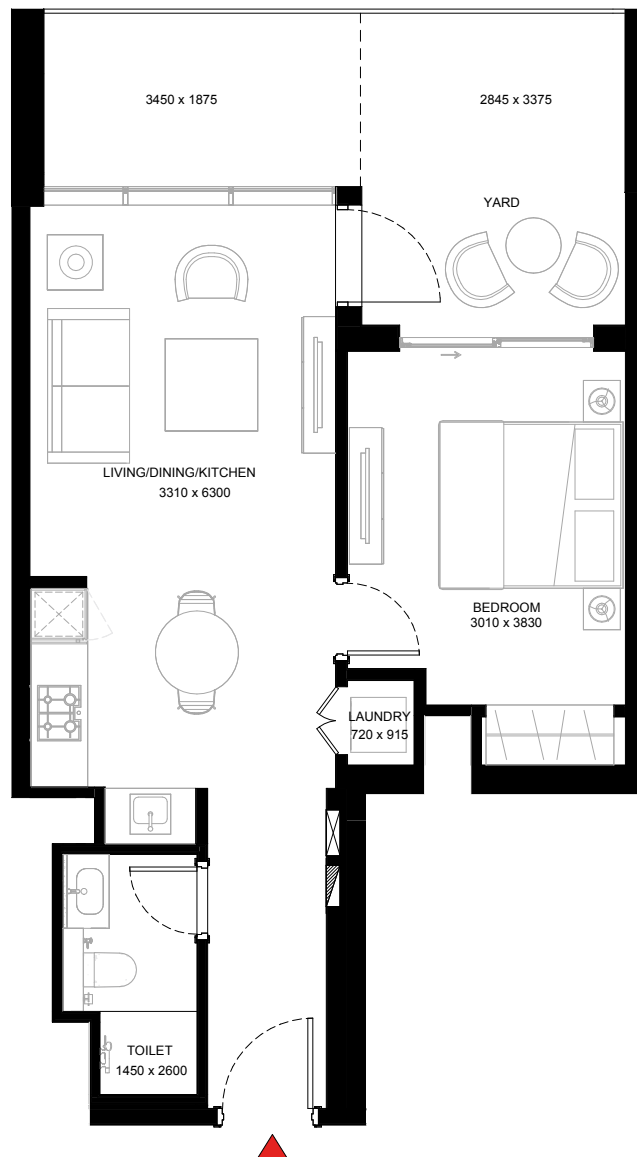 3450 x 1875
2845 x 3375
YARD
LIVING/DINING/KITCHEN
3310 x 6300
BEDROOM
3010 x 3830
LAUNDRY
720 x 915
TOILET
1450 x 2600